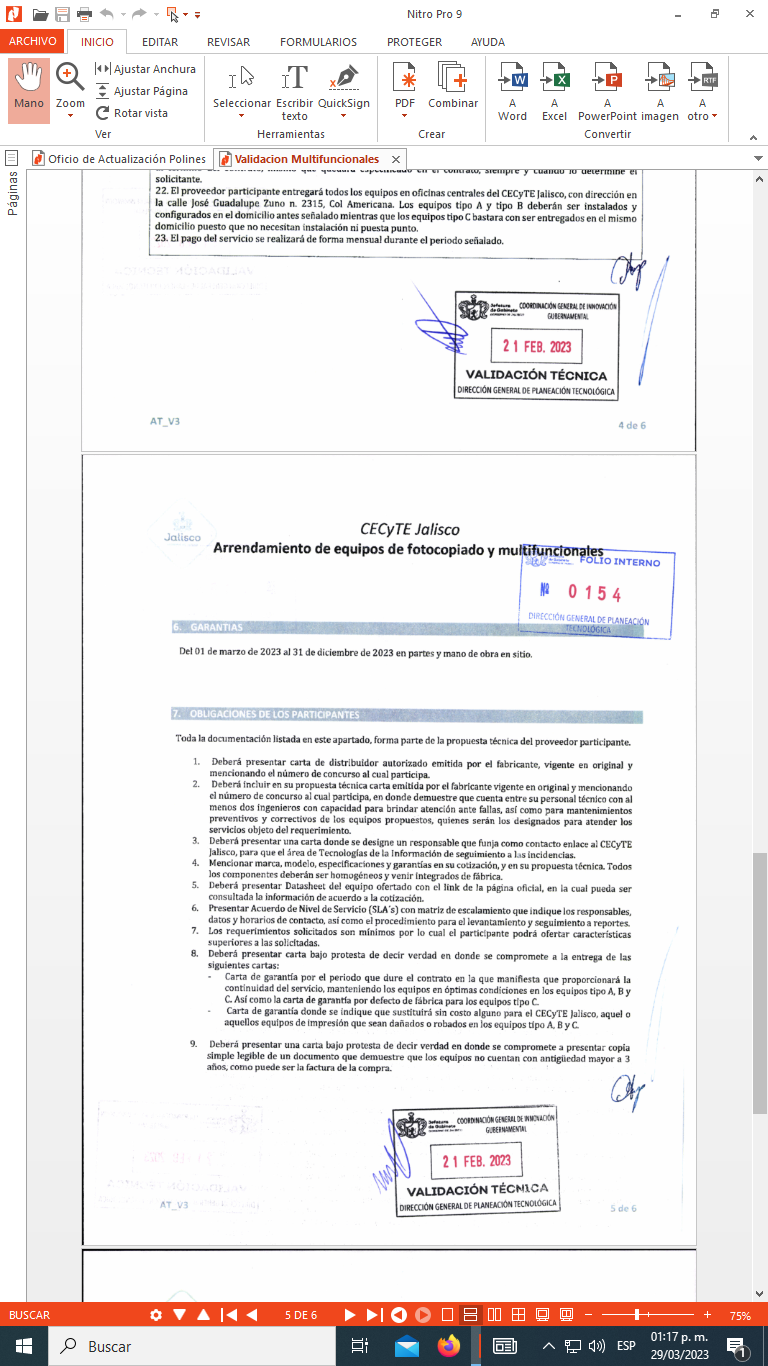 Nitro Pro 9
ARCHIVO INICIO EDITAR REVISAR FORMULARIOS PROTEGER AYUDA
Mano
Zoom
Ajustar Anchura
Ajustar Página
Rotar vista
Seleccionar
Escribir texto
QuickSign
PDF
Combinar
A Word
A Excel
A PowerPoint
A imagen
A otro
Ver
Herramientas
Crear
Convertir
Oficio de Actualización Polines
Validacion Multifuncionales
Páginas
solicitante.
22. El proveedor participante entregará todos los equipos en oficinas centrales del CECyTE Jalisco, con dirección en
la calle José Guadalupe Zuno n. 2315, Col Americana. Los equipos tipo A y tipo B deberán ser instalados y
configurados en el domicilio antes señalado mientras que los equipos tipo C bastara con ser entregados en el mismo
domicilio puesto que no necesitan instalación ni puesta punto.
23. El pago del servicio se realizará de forma mensual durante el periodo señalado.
Jefatura de Gabinete
COORDINACIÓN GENERAL DE INNOVACIÓN
GUBERNAMENTAL
21 FEB. 2023
VALIDACIÓN TÉCNICA
DIRECCIÓN GENERAL DE PLANEACIÓN TECNOLÓGICA
AT_V3
4 de 6
Jalisco
CECyTE Jalisco
Arrendamiento de equipos de fotocopiado y multifuncionales
FOLIO INTERNO
Nº 0154
DIRECCIÓN GENERAL DE PLANEACIÓN
TECNOLÓGICA
6. GARANTIAS
Del 01 de marzo de 2023 al 31 de diciembre de 2023 en partes y mano de obra en sitio.
7. OBLIGACIONES DE LOS PARTICIPANTES
Toda la documentación listada en este apartado, forma parte de la propuesta técnica del proveedor participante.
1. Deberá presentar carta de distribuidor autorizado emitida por el fabricante, vigente en original y
mencionando el número de concurso al cual participa.
2. Deberá incluir en su propuesta técnica carta emitida por el fabricante vigente en original y mencionando
el número de concurso al cual participa, en donde demuestre que cuenta entre su personal técnico con al
menos dos ingenieros con capacidad para brindar atención ante fallas, así como para mantenimientos
preventivos y correctivos de los equipos propuestos, quienes serán los designados para atender los
servicios objeto del requerimiento.
3. Deberá presentar una carta donde se designe un responsable que funja como contacto enlace al CECyTE
Jalisco, para que el área de Tecnologías de la Información de seguimiento a las incidencias.
4. Mencionar marca, modelo, especificaciones y garantías en su cotización, y en su propuesta técnica. Todos
los componentes deberán ser homogéneos y venir integrados de fábrica.
5. Deberá presentar Datasheet del equipo ofertado con el link de la página oficial, en la cual pueda ser
consultada la información de acuerdo a la cotización.
6. Presentar Acuerdo de Nivel de Servicio (SLA´s) con matriz de escalamiento que indique los responsables,
datos y horarios de contacto, así como el procedimiento para el levantamiento y seguimiento a reportes.
7. Los requerimientos solicitados son mínimos por lo cual el participante podrá ofertar características
superiores a las solicitadas.
8. Deberá presentar carta bajo protesta de decir verdad en donde se compromete a la entrega de las
siguientes cartas:
- Carta de garantía por el periodo que dure el contrato en la que manifiesta que proporcionará la
continuidad del servicio, manteniendo los equipos en óptimas condiciones en los equipos tipo A, B y
C. Así como la carta de garantía por defecto de fábrica para los equipos tipo C.
- Carta de garantía donde se indique que sustituirá sin costo alguno para el CECyTE Jalisco, aquel o
aquellos equipos de impresión que sean dañados o robados en los equipos tipo A, B y C.
9. Deberá presentar una carta bajo protesta de decir verdad en donde se compromete a presentar copia
simple legible de un documento que demuestre que los equipos no cuentan con antigüedad mayor a 3
años, como puede ser la factura de la compra.
Jefatura de Gabinete
COORDINACIÓN GENERAL DE INNOVACIÓN
GUBERNAMENTAL
21 FEB. 2023
VALIDACIÓN TÉCNICA
DIRECCIÓN GENERAL DE PLANEACIÓN TECNOLÓGICA
AT_V3
5 de 6
BUSCAR
5 DE 6
75%
Buscar
ESP
01:17 p. m.
29/03/2023
1